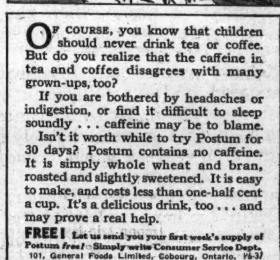 OF COURSE, you know that children
should never drink tea or coffee.
But do you realize that the caffeine in
tea and coffee disagrees with many
grown-ups, too?
If you are bothered by headaches or
indigestion, or find it difficult to sleep
soundly . . . caffeine may be to blame.
Isn't it worth while to try Postum for
30 days? Postum contains no caffeine.
It is simply whole wheat and bran,
roasted and slightly sweetened. It is easy
to make, and costs less than one-half cent
a cup. It's a delicious drink, too . . . and
may prove a real help.
FREE! Let us send you your first week's supply of
Postum free! Simply write Consumer Service Dept.,
101, General Foods Limited, Cobourg, Ontario. P6-37